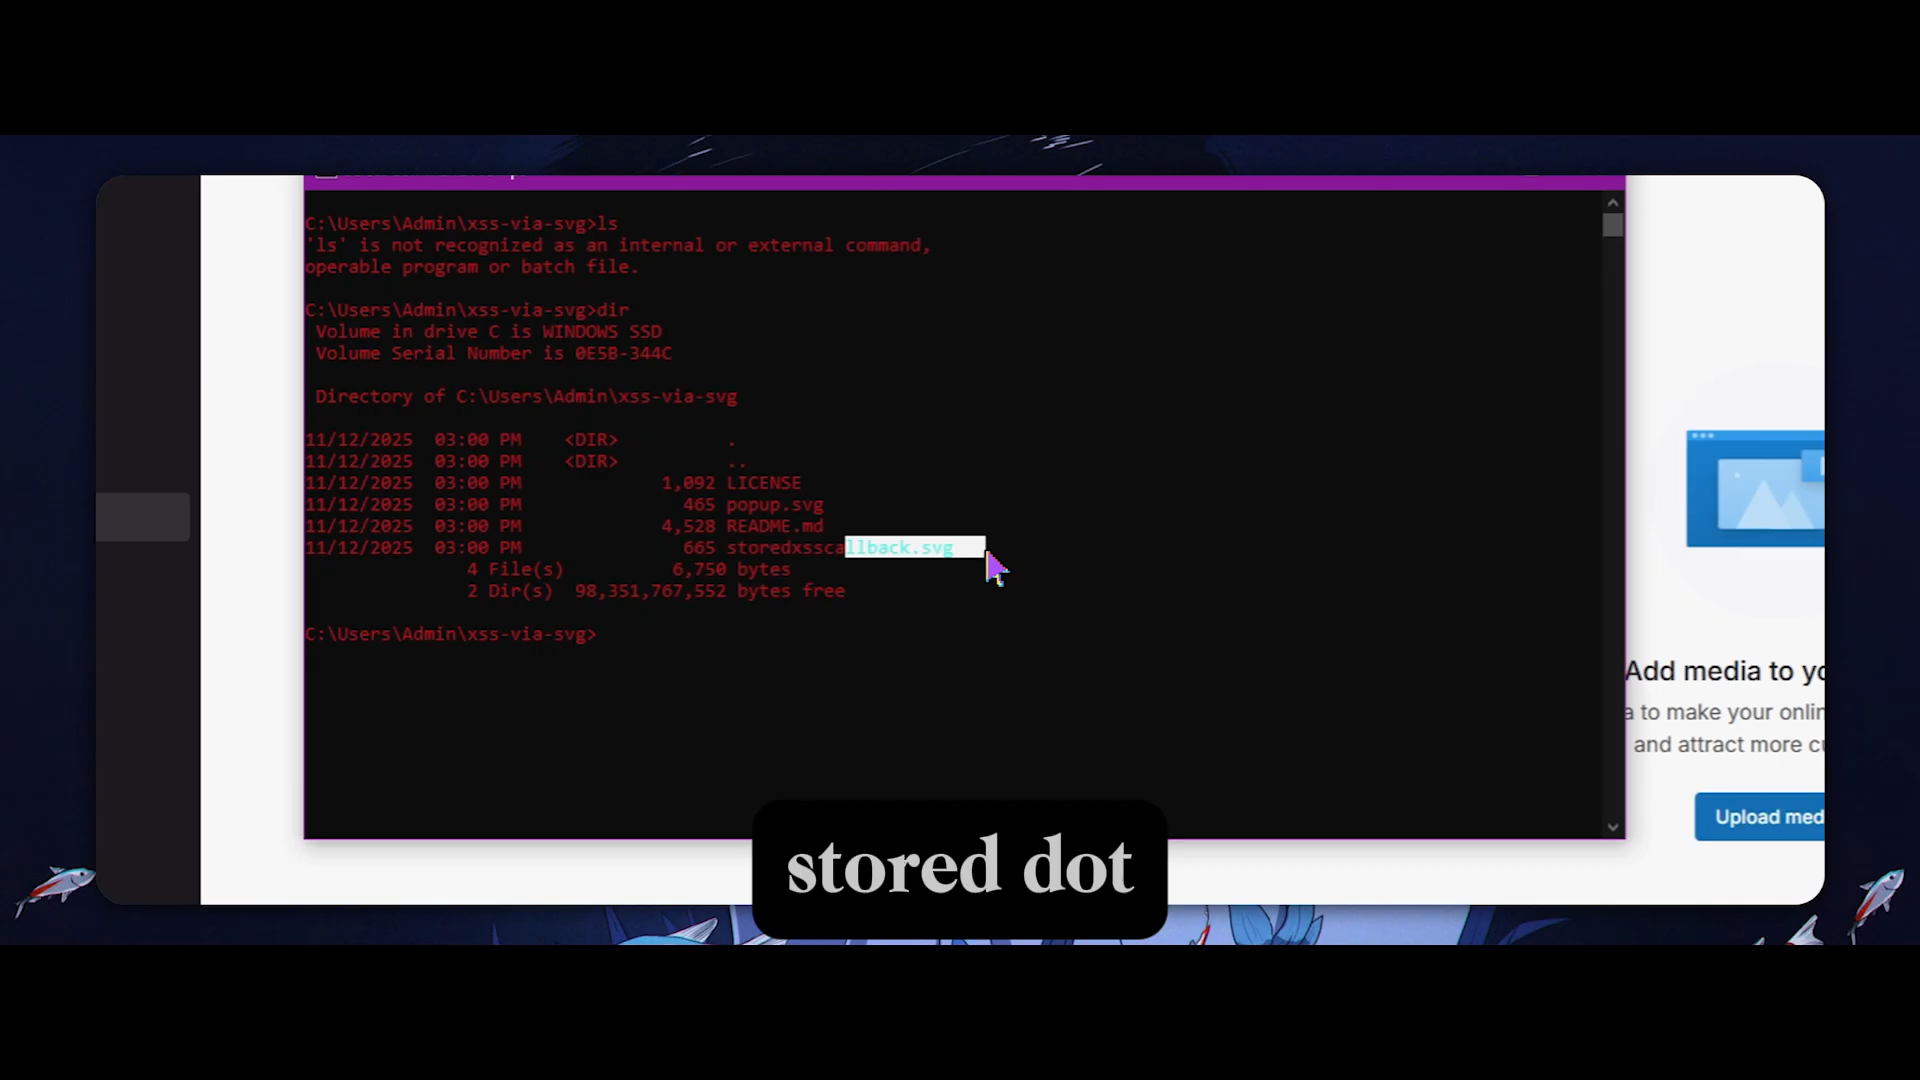 C:\Users\Admin\xss-via-svg>ls
'ls' is not recognized as an internal or external command,
operable program or batch file.
C:\Users\Admin\xss-via-svg>dir
Volume in drive C is WINDOWS SSD
Volume Serial Number is 0E5B-344C
Directory of C:\Users\Admin\xss-via-svg
11/12/2025 03:00 PM <DIR> .
11/12/2025 03:00 PM <DIR> ..
11/12/2025 03:00 PM 1,092 LICENSE
11/12/2025 03:00 PM 465 popup.svg
11/12/2025 03:00 PM 4,528 README.md
11/12/2025 03:00 PM 665 storedxsscallback.svg
4 File(s) 6,750 bytes
2 Dir(s) 98,351,767,552 bytes free
C:\Users\Admin\xss-via-svg>
Add media to yo
a to make your onlin
and attract more cu
Upload med
stored dot